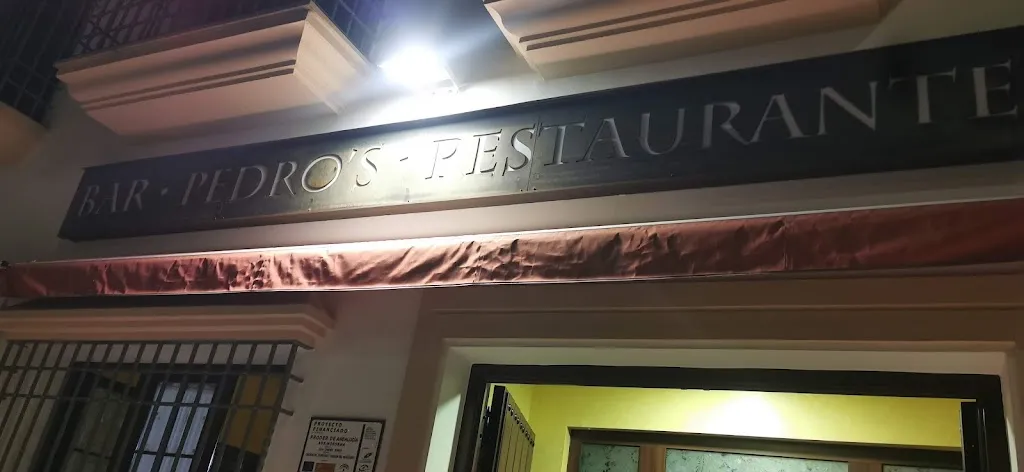 BAR · PEDRO'S · RESTAURANTE
PROYECTO
FINANCIADO